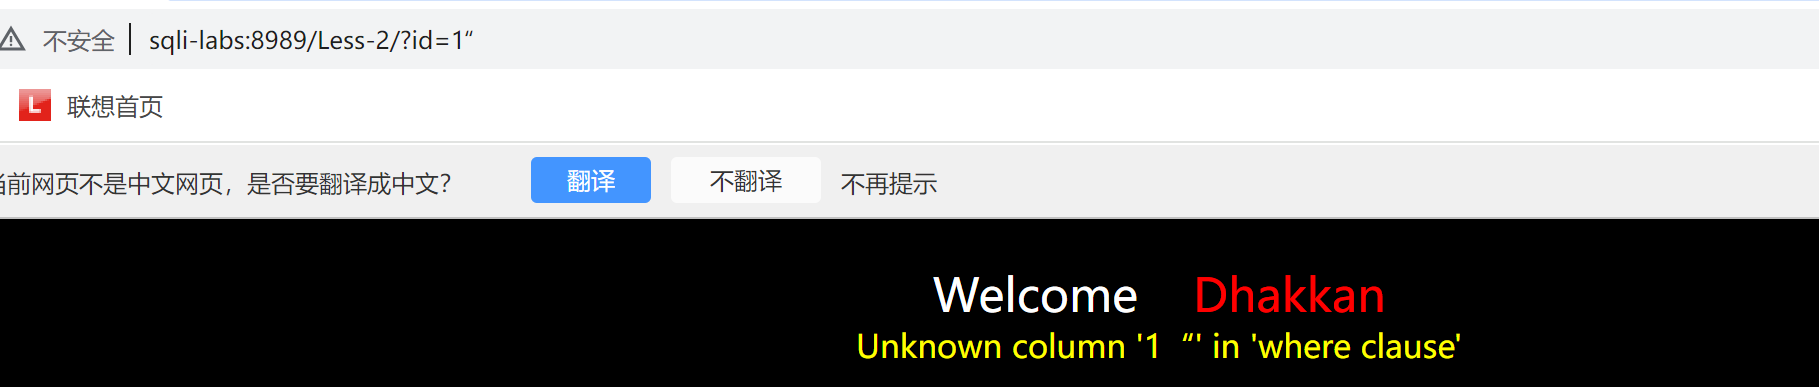 不安全 | sqli-labs:8989/Less-2/?id=1“
L 联想首页
当前网页不是中文网页，是否要翻译成中文？ 翻译 不翻译 不再提示
Welcome Dhakkan
Unknown column '1 “' in 'where clause'